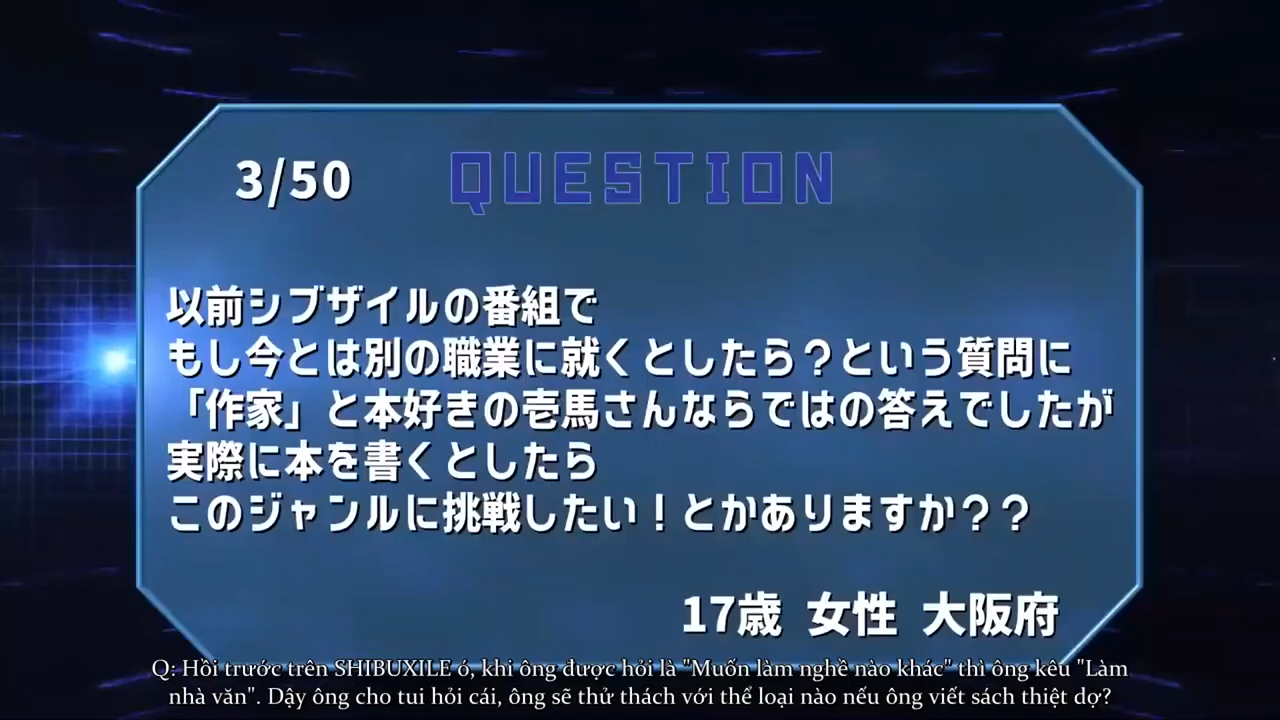 3/50 QUESTION
以前シブザイルの番組で
もし今とは別の職業に就くとしたら？という質問に
「作家」と本好きの壱馬さんならではの答えでしたが
実際に本を書くとしたら
このジャンルに挑戦したい！とかありますか？？
17歳 女性 大阪府
Q: Hồi trước trên SHIBUXILE ó, khi ông được hỏi là "Muốn làm nghề nào khác" thì ông kêu "Làm
nhà văn". Dậy ông cho tui hỏi cái, ông sẽ thử thách với thể loại nào nếu ông viết sách thiệt dợ?